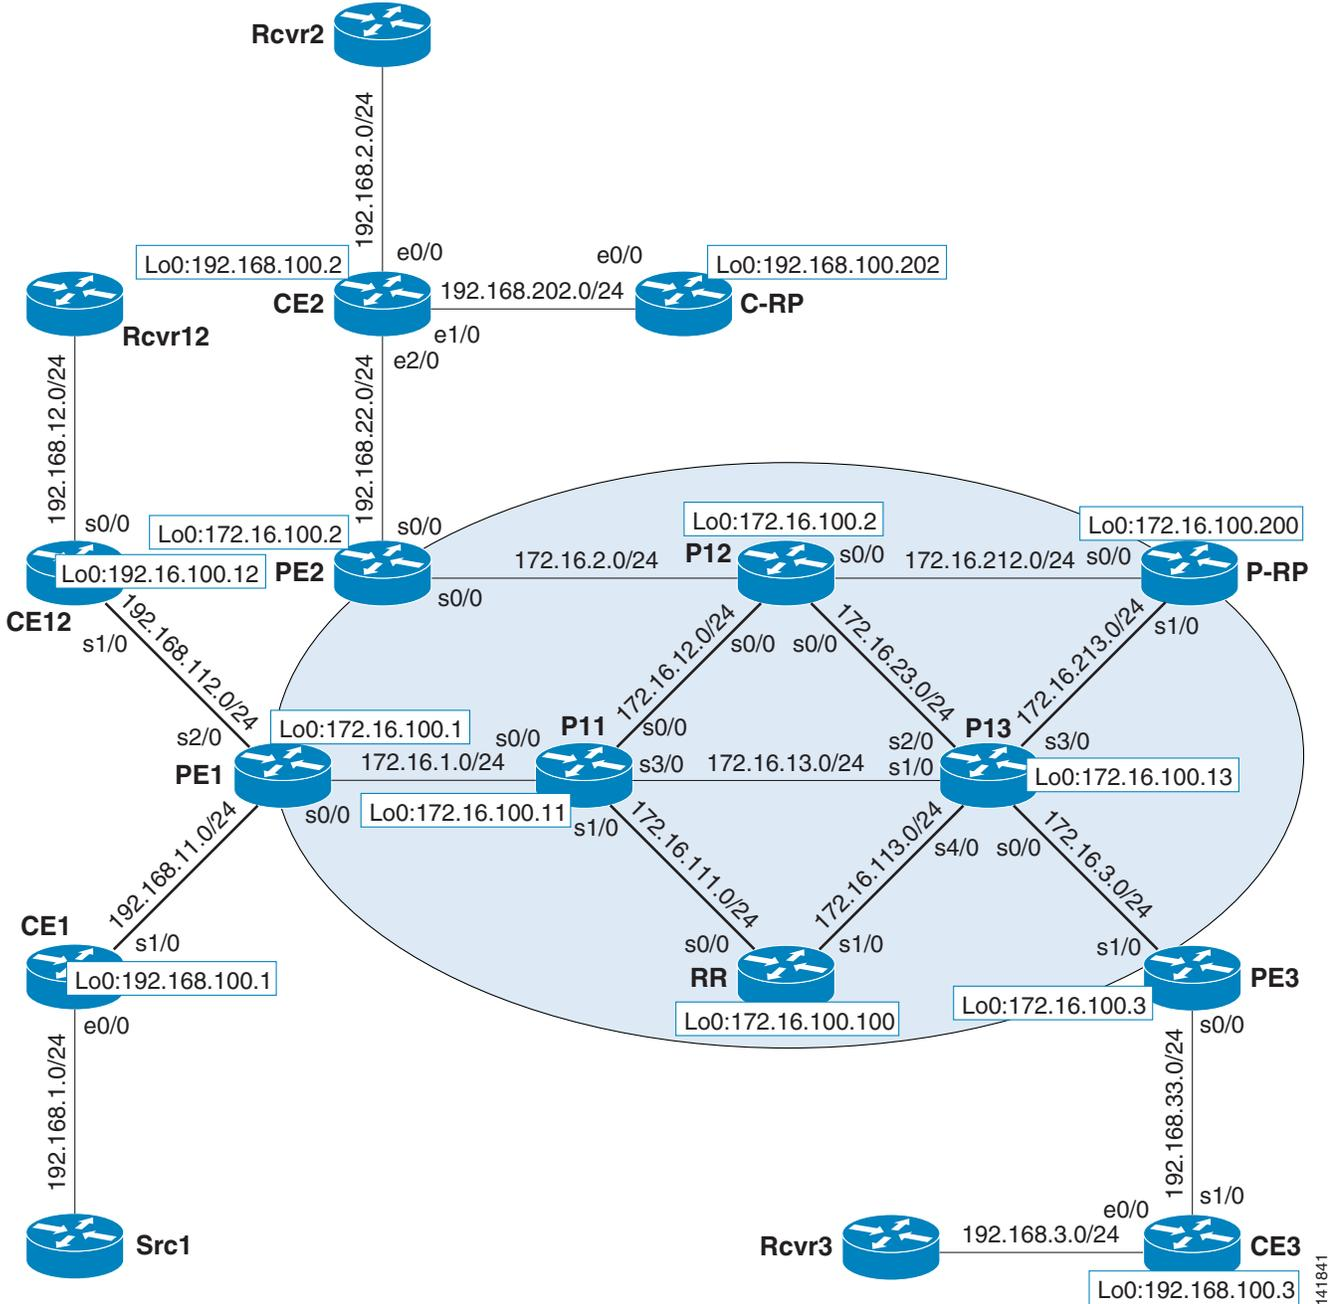 Rcvr2
192.168.2.0/24
Lo0:192.168.100.2
e0/0
e0/0
Lo0:192.168.100.202
CE2
192.168.202.0/24
C-RP
Rcvr12
e1/0
e2/0
192.168.12.0/24
192.168.22.0/24
s0/0
Lo0:172.16.100.2
s0/0
Lo0:172.16.100.2
Lo0:172.16.100.200
Lo0:192.16.100.12
PE2
172.16.2.0/24
P12
s0/0
172.16.212.0/24
s0/0
P-RP
s0/0
CE12
s1/0
192.168.112.0/24
172.16.12.0/24
s0/0
s0/0
172.16.23.0/24
172.16.213.0/24
s1/0
Lo0:172.16.100.1
s2/0
PE1
172.16.1.0/24
s0/0
P11
s0/0
s3/0
172.16.13.0/24
s2/0
s1/0
P13
s3/0
Lo0:172.16.100.13
s0/0
Lo0:172.16.100.11
s1/0
192.168.11.0/24
172.16.111.0/24
172.16.113.0/24
s4/0
s0/0
172.16.3.0/24
CE1
s1/0
Lo0:192.168.100.1
s0/0
RR
s1/0
Lo0:172.16.100.100
s1/0
PE3
Lo0:172.16.100.3
s0/0
e0/0
192.168.1.0/24
192.168.33.0/24
Src1
s1/0
e0/0
Rcvr3
192.168.3.0/24
CE3
Lo0:192.168.100.3
141841